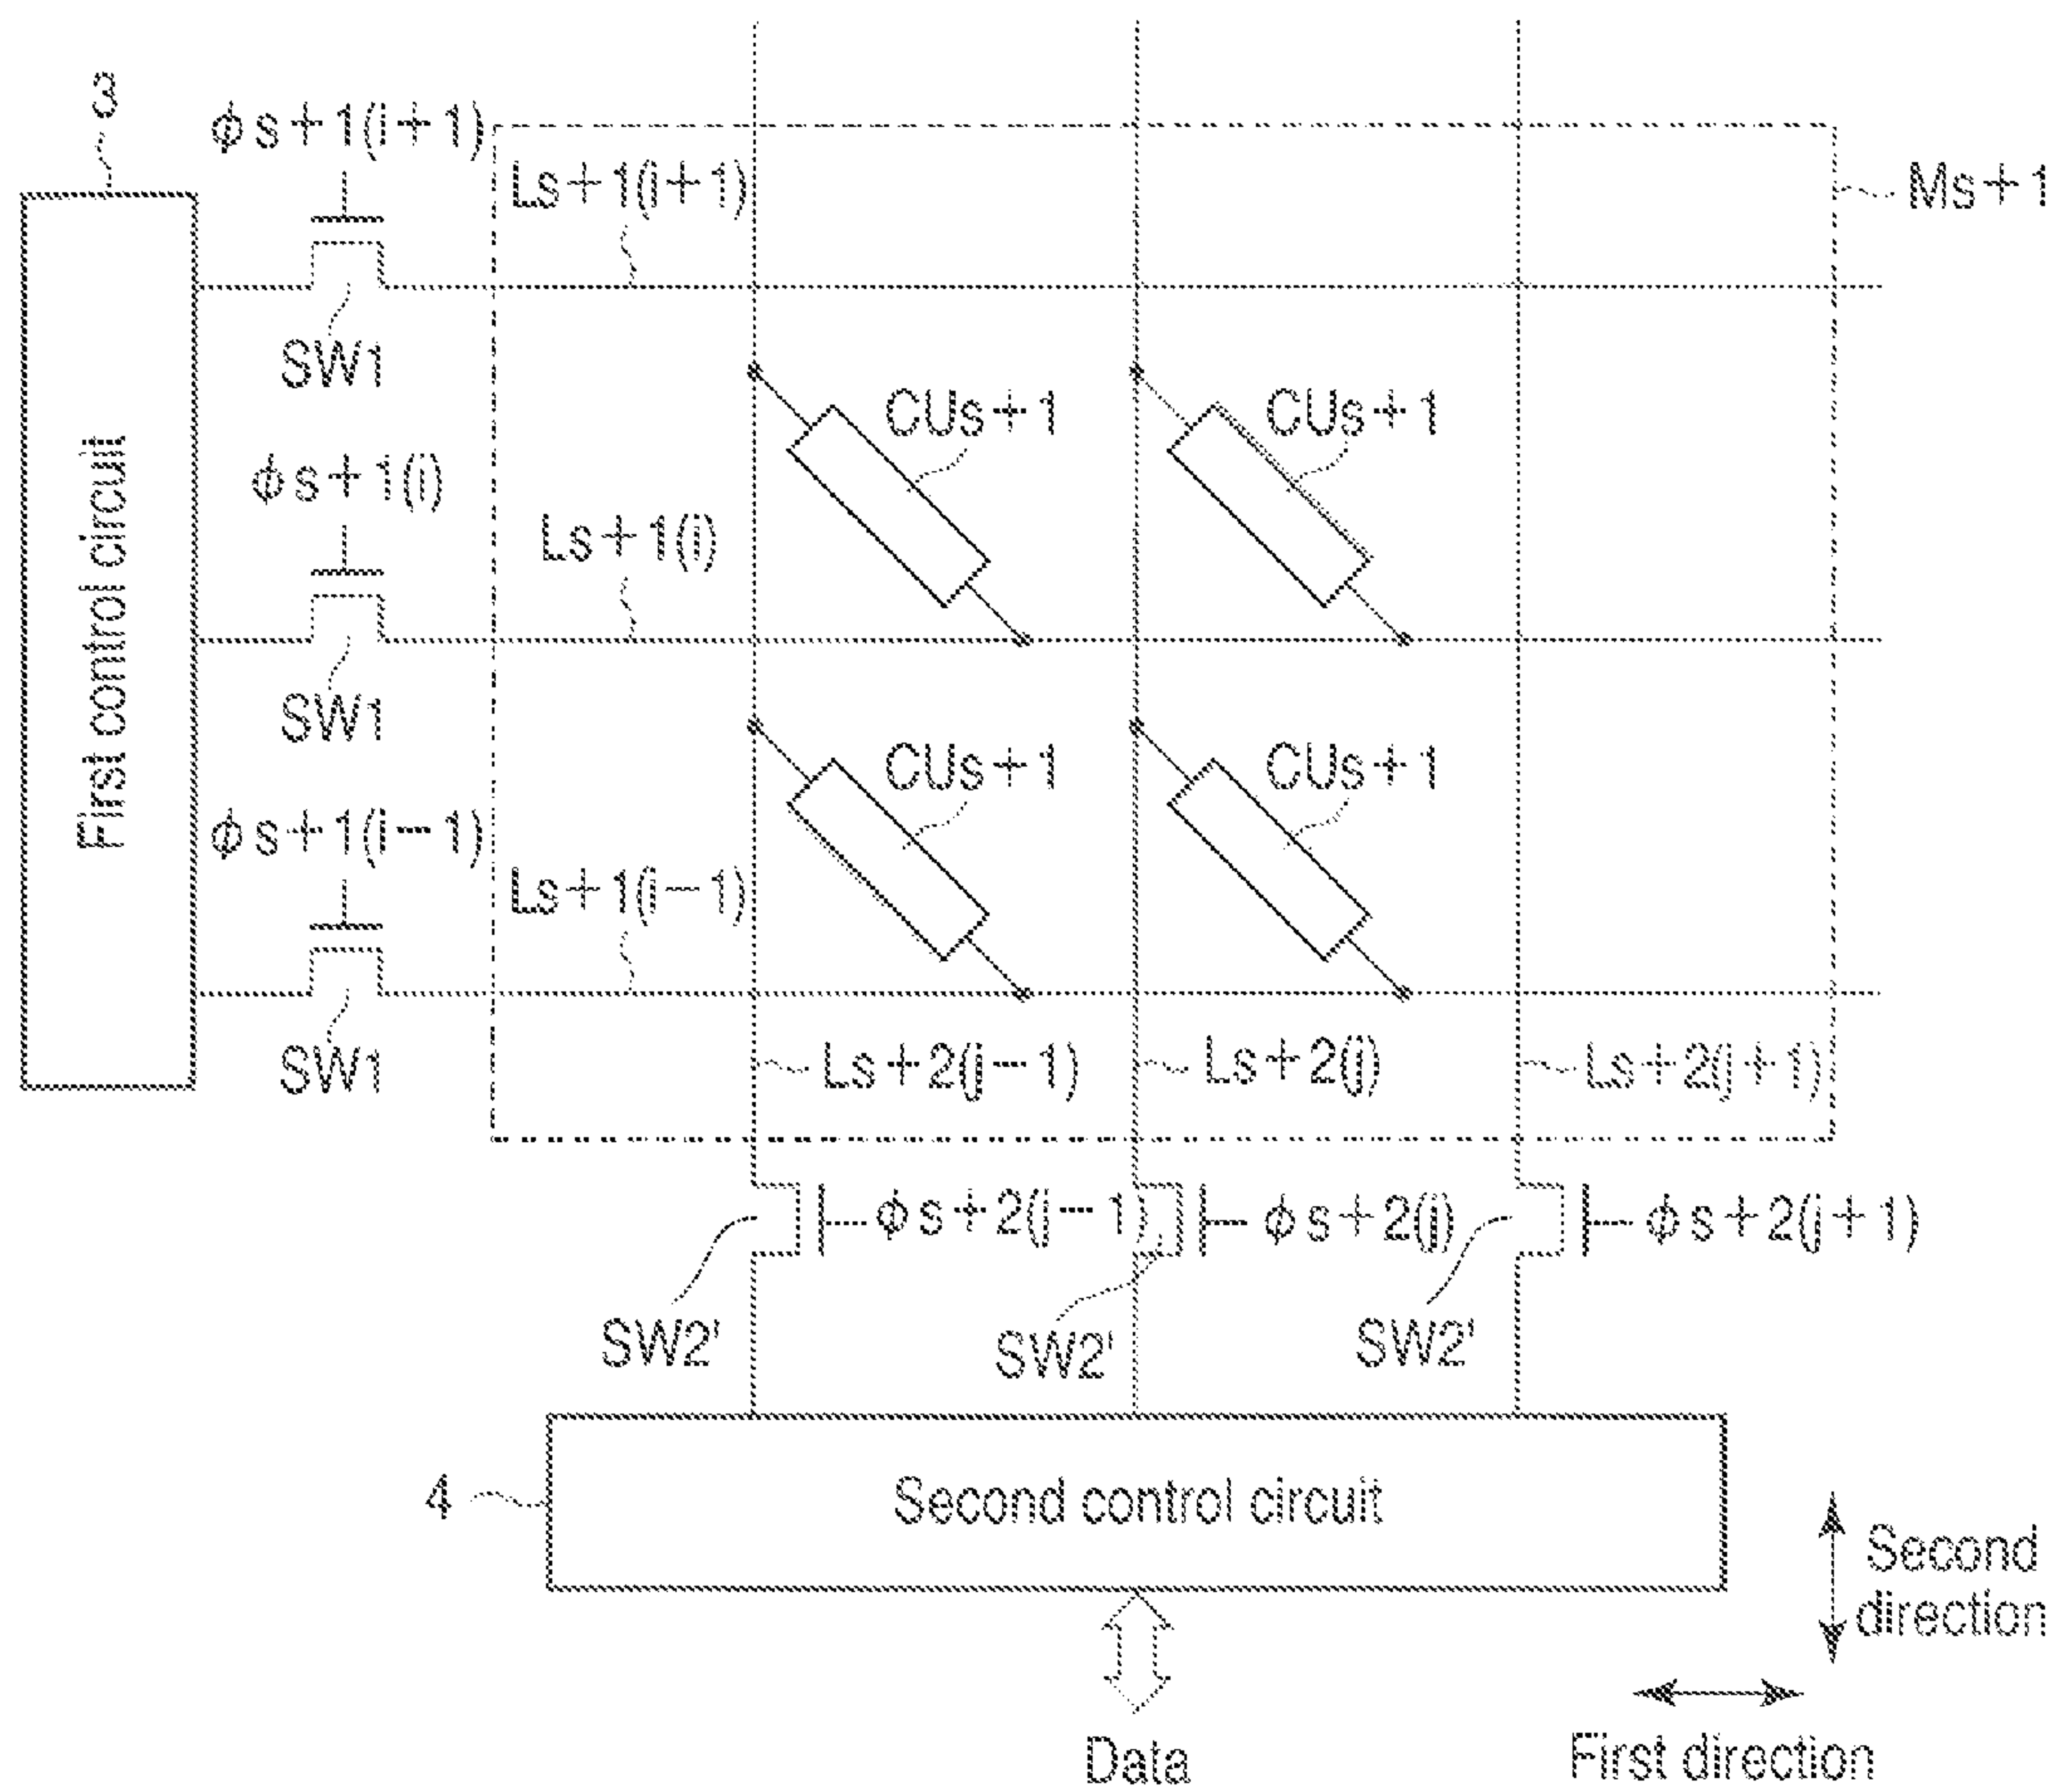 3
ϕs+1(i+1)
Ls+1(i+1)
Ms+1
SW1
CUs+1
CUs+1
ϕs+1(i)
Ls+1(i)
First control circuit
SW1
CUs+1
CUs+1
ϕs+1(i−1)
Ls+1(i−1)
SW1
Ls+2(j−1)
Ls+2(j)
Ls+2(j+1)
ϕs+2(j−1)
ϕs+2(j)
ϕs+2(j+1)
SW2'
SW2'
SW2'
4
Second control circuit
Second
direction
First direction
Data